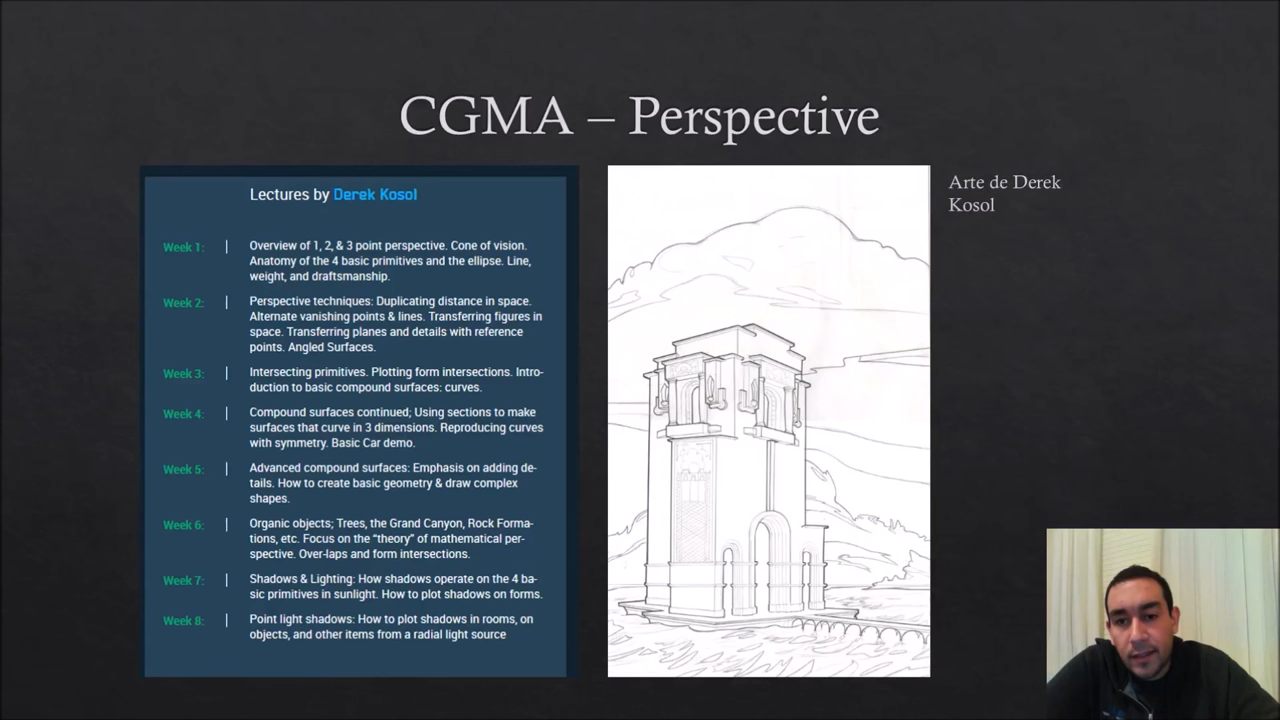 CGMA – Perspective
Lectures by Derek Kosol
Week 1: | Overview of 1, 2, & 3 point perspective. Cone of vision.
Anatomy of the 4 basic primitives and the ellipse. Line,
weight, and draftsmanship.
Week 2: | Perspective techniques: Duplicating distance in space.
Alternate vanishing points & lines. Transferring figures in
space. Transferring planes and details with reference
points. Angled Surfaces.
Week 3: | Intersecting primitives. Plotting form intersections. Intro-
duction to basic compound surfaces: curves.
Week 4: | Compound surfaces continued; Using sections to make
surfaces that curve in 3 dimensions. Reproducing curves
with symmetry. Basic Car demo.
Week 5: | Advanced compound surfaces: Emphasis on adding de-
tails. How to create basic geometry & draw complex
shapes.
Week 6: | Organic objects; Trees, the Grand Canyon, Rock Forma-
tions, etc. Focus on the “theory” of mathematical per-
spective. Over-laps and form intersections.
Week 7: | Shadows & Lighting: How shadows operate on the 4 ba-
sic primitives in sunlight. How to plot shadows on forms.
Week 8: | Point light shadows: How to plot shadows in rooms, on
objects, and other items from a radial light source
Arte de Derek
Kosol